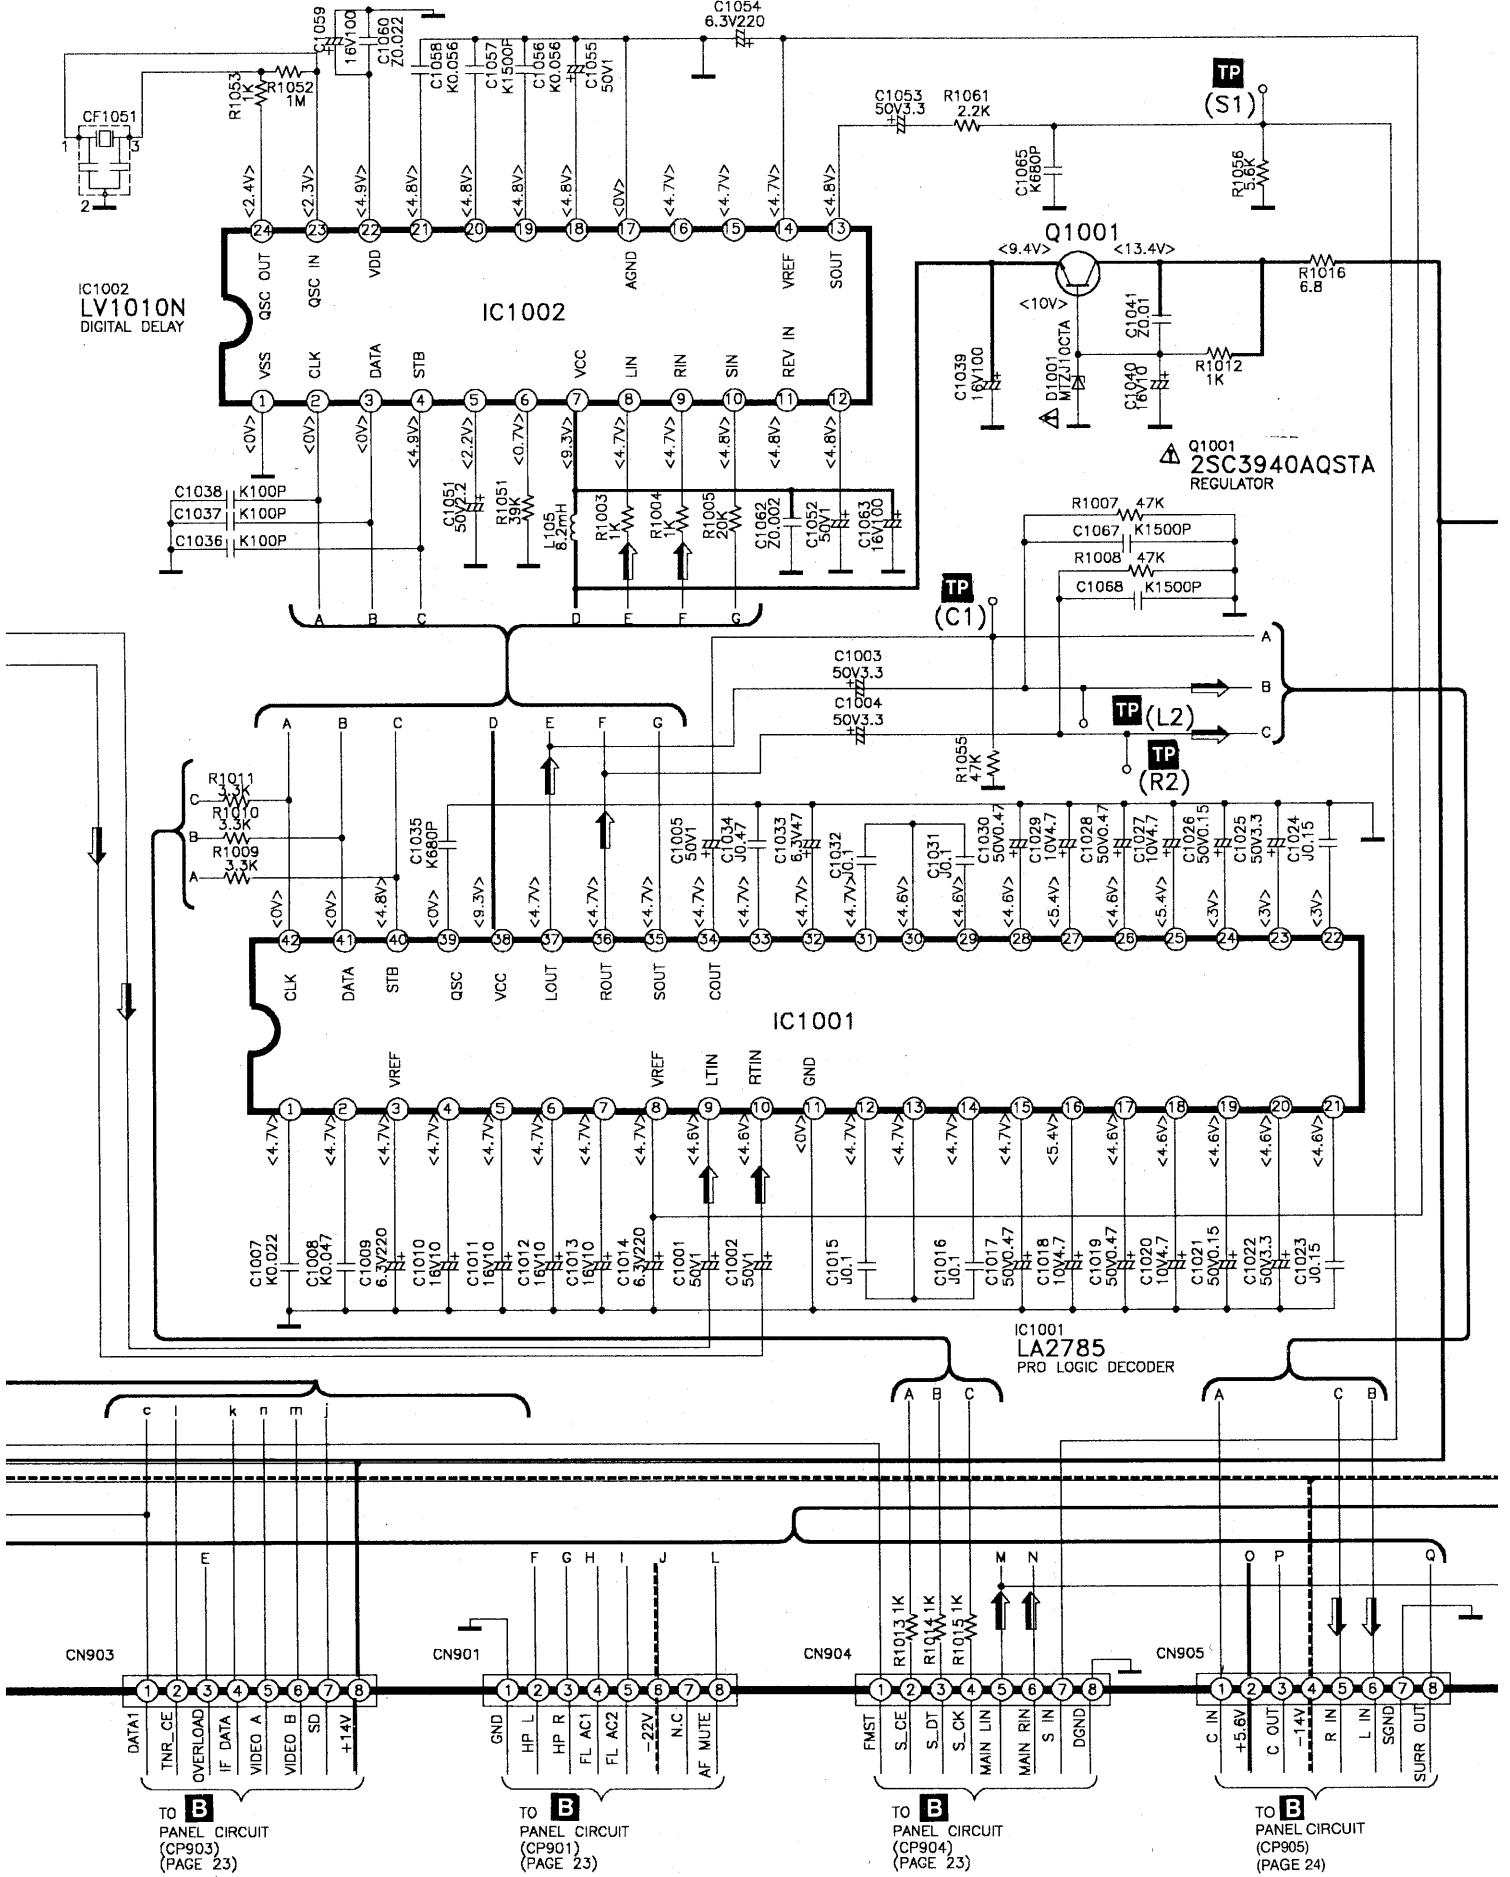 C1059
16V100
C1060
Z0.022
C1054
6.3V220
R1053
1K
R1052
1M
C1058
K0.056
C1057
K1500P
C1056
K0.056
C1055
50V1
CF1051
1
3
2
C1053
50V3.3
R1061
2.2K
TP
(S1)
C1065
K680P
R1056
5.6K
<2.4V>
<2.3V>
<4.9V>
<4.8V>
<4.8V>
<4.8V>
<4.8V>
<0V>
<4.7V>
<4.7V>
<4.7V>
<4.8V>
24
23
22
21
20
19
18
17
16
15
14
13
QSC OUT
QSC IN
VDD
AGND
VREF
SOUT
IC1002
LV1010N
DIGITAL DELAY
IC1002
VSS
CLK
DATA
STB
VCC
LIN
RIN
SIN
REV IN
1
2
3
4
5
6
7
8
9
10
11
12
<0V>
<0V>
<0V>
<4.9V>
<2.2V>
<0.7V>
<9.3V>
<4.7V>
<4.7V>
<4.8V>
<4.8V>
<4.8V>
Q1001
<9.4V>
<13.4V>
<10V>
R1016
6.8
C1041
Z0.01
C1039
16V100
D1001
MTZJ10CTA
C1040
16V10
R1012
1K
Q1001
2SC3940AQSTA
REGULATOR
C1038
K100P
C1037
K100P
C1036
K100P
C1051
50V2.2
R1051
39K
L105
8.2mH
R1003
1K
R1004
1K
R1005
20K
C1062
Z0.002
C1052
50V1
C1063
16V100
R1007
47K
C1067
K1500P
R1008
47K
C1068
K1500P
TP
(C1)
A
B
C
D
E
F
G
C1003
50V3.3
C1004
50V3.3
A
B
C
TP
(L2)
TP
(R2)
R1055
47K
A
B
C
D
E
F
G
R1011
3.3K
C
R1010
3.3K
B
R1009
3.3K
A
C1035
K680P
C1005
50V1
C1034
J0.47
C1033
6.3V47
C1032
J0.1
C1031
J0.1
C1030
50V0.47
C1029
10V4.7
C1028
50V0.47
C1027
10V4.7
C1026
50V0.15
C1025
50V3.3
C1024
J0.15
<0V>
<0V>
<4.8V>
<0V>
<9.3V>
<4.7V>
<4.7V>
<4.7V>
<4.7V>
<4.7V>
<4.7V>
<4.7V>
<4.6V>
<4.6V>
<4.6V>
<5.4V>
<4.6V>
<5.4V>
<3V>
<3V>
<3V>
42
41
40
39
38
37
36
35
34
33
32
31
30
29
28
27
26
25
24
23
22
CLK
DATA
STB
QSC
VCC
LOUT
ROUT
SOUT
COUT
IC1001
VREF
VREF
LTIN
RTIN
GND
1
2
3
4
5
6
7
8
9
10
11
12
13
14
15
16
17
18
19
20
21
<4.7V>
<4.7V>
<4.7V>
<4.7V>
<4.7V>
<4.7V>
<4.7V>
<4.7V>
<4.6V>
<4.6V>
<0V>
<4.7V>
<4.7V>
<4.7V>
<4.7V>
<5.4V>
<4.6V>
<4.6V>
<4.6V>
<4.6V>
<4.6V>
C1007
K0.022
C1008
K0.047
C1009
6.3V220
C1010
16V10
C1011
16V10
C1012
16V10
C1013
16V10
C1014
6.3V220
C1001
50V1
C1002
50V1
C1015
J0.1
C1016
J0.1
C1017
50V0.47
C1018
10V4.7
C1019
50V0.47
C1020
10V4.7
C1021
50V0.15
C1022
50V3.3
C1023
J0.15
IC1001
LA2785
PRO LOGIC DECODER
c
l
k
n
m
j
A
B
C
A
C
B
E
F
G
H
I
J
L
M
N
O
P
Q
R1013 1K
R1014 1K
R1015 1K
CN903
CN901
CN904
CN905
1
2
3
4
5
6
7
8
1
2
3
4
5
6
7
8
1
2
3
4
5
6
7
8
1
2
3
4
5
6
7
8
DATA1
TNR_CE
OVERLOAD
IF DATA
VIDEO A
VIDEO B
SD
+14V
GND
HP L
HP R
FL AC1
FL AC2
-22V
N.C
AF MUTE
FMST
S_CE
S_DT
S_CK
MAIN LIN
MAIN RIN
S IN
DGND
C IN
+5.6V
C OUT
-14V
R IN
L IN
SGND
SURR OUT
TO B
PANEL CIRCUIT
(CP903)
(PAGE 23)
TO B
PANEL CIRCUIT
(CP901)
(PAGE 23)
TO B
PANEL CIRCUIT
(CP904)
(PAGE 23)
TO B
PANEL CIRCUIT
(CP905)
(PAGE 24)